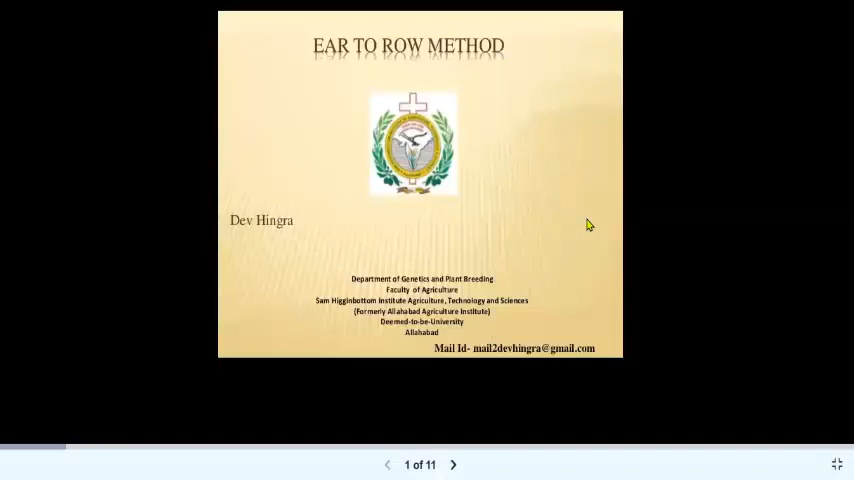 EAR TO ROW METHOD
Dev Hingra
Department of Genetics and Plant Breeding
Faculty of Agriculture
Sam Higginbottom Institute Agriculture, Technology and Sciences
(Formerly Allahabad Agriculture Institute)
Deemed-to-be-University
Allahabad
Mail Id- mail2devhingra@gmail.com
1 of 11